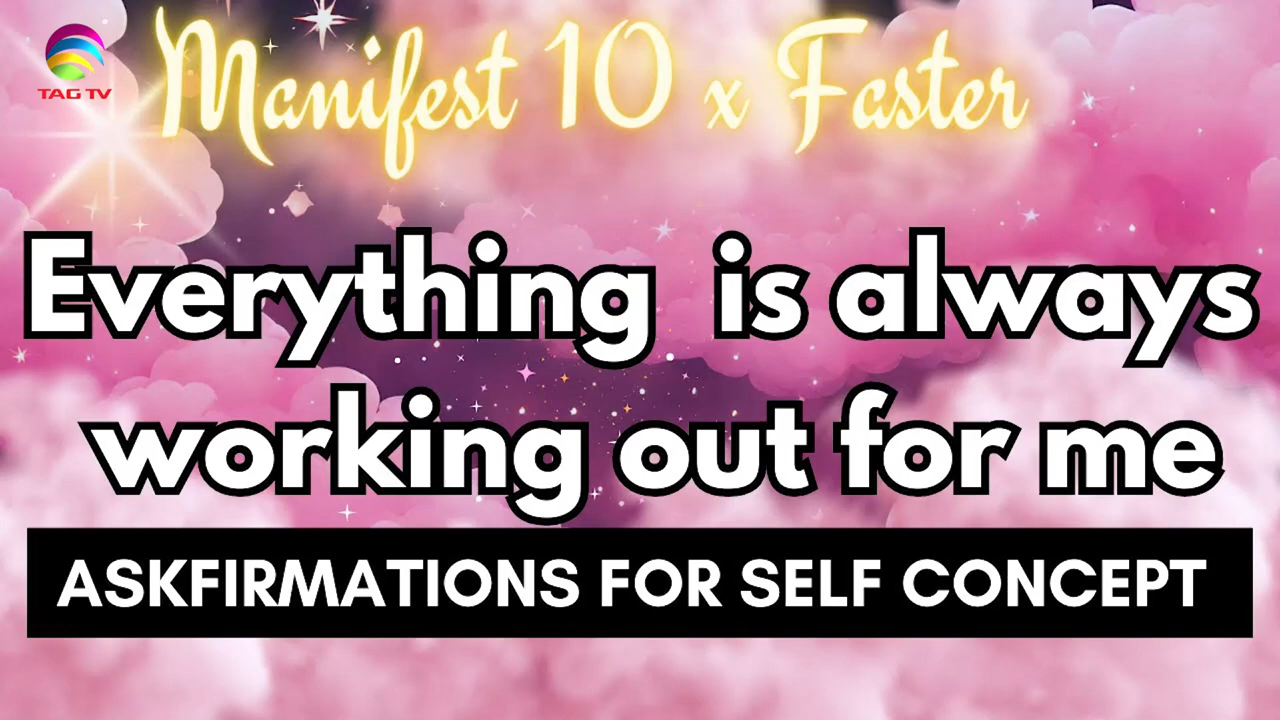 TAG TV
Manifest 10 x Faster
Everything is always
working out for me
ASKFIRMATIONS FOR SELF CONCEPT